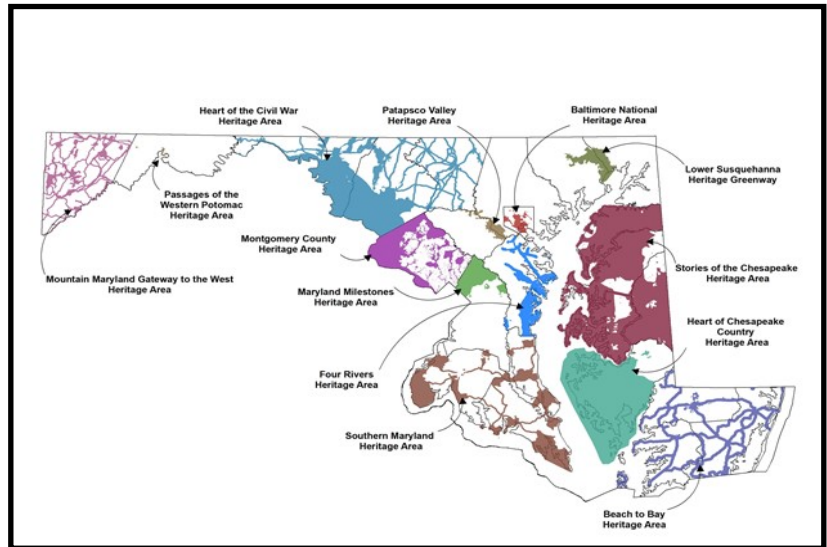 Heart of the Civil War
Heritage Area
Patapsco Valley
Heritage Area
Baltimore National
Heritage Area
Lower Susquehanna
Heritage Greenway
Passages of the
Western Potomac
Heritage Area
Montgomery County
Heritage Area
Mountain Maryland Gateway to the West
Heritage Area
Maryland Milestones
Heritage Area
Stories of the Chesapeake
Heritage Area
Heart of Chesapeake
Country
Heritage Area
Four Rivers
Heritage Area
Southern Maryland
Heritage Area
Beach to Bay
Heritage Area